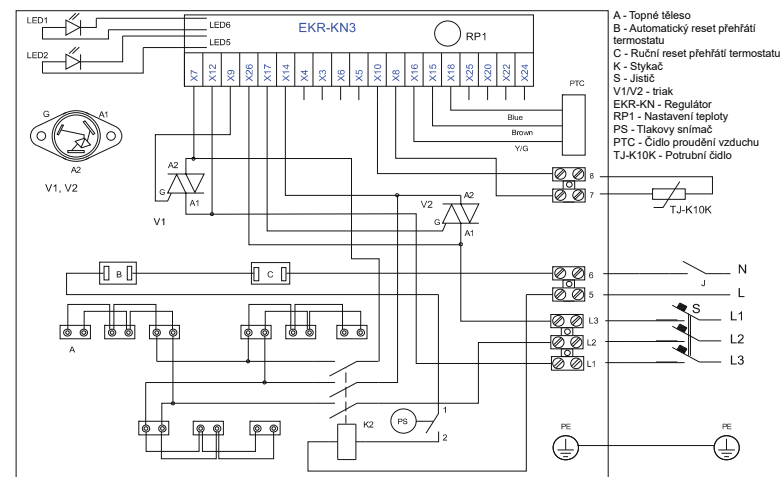 LED1
LED6
LED5
LED2
EKR-KN3
RP1
X7 X12 X9 X26 X17 X14 X4 X3 X6 X5 X10 X8 X16 X15 X18 X25 X20 X22 X24
PTC
Blue
Brown
Y/G
G
A1
A2
V1, V2
A2
G
A1
V1
V2
A2
G
A1
8
7
TJ-K10K
B
C
6
5
J
N
L
A
L3
L2
L1
S
L1
L2
L3
K2
PS
1
2
PE
PE
A - Topné těleso
B - Automatický reset přehřátí
termostatu
C - Ruční reset přehřátí termostatu
K - Stykač
S - Jistič
V1/V2 - triak
EKR-KN - Regulátor
RP1 - Nastavení teploty
PS - Tlakovy snímač
PTC - Čidlo proudění vzduchu
TJ-K10K - Potrubní čidlo